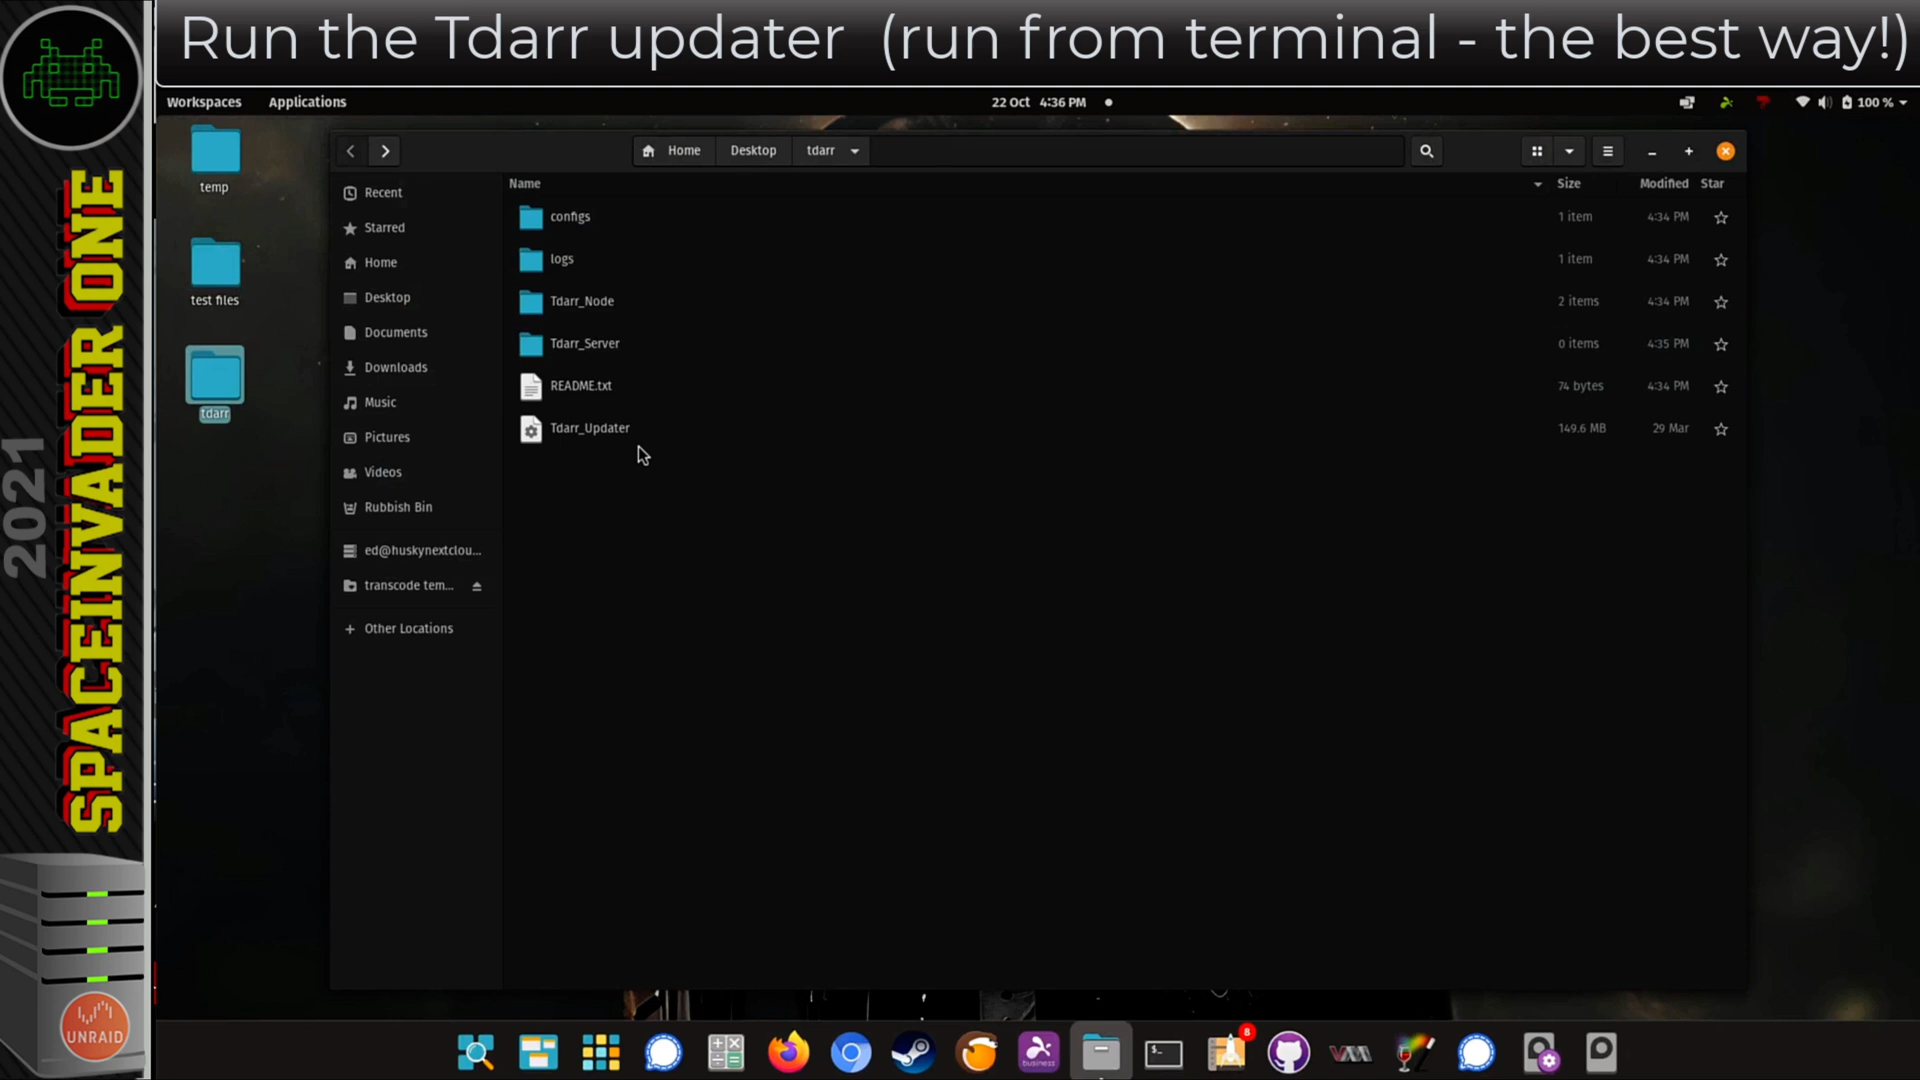 Run the Tdarr updater (run from terminal - the best way!)
Workspaces Applications 22 Oct 4:36 PM 100 %
Home Desktop tdarr
temp
test files
tdarr
Recent
Starred
Home
Desktop
Documents
Downloads
Music
Pictures
Videos
Rubbish Bin
ed@huskynextclou...
transcode tem...
+ Other Locations
Name Size Modified Star
configs 1 item 4:34 PM
logs 1 item 4:34 PM
Tdarr_Node 2 items 4:34 PM
Tdarr_Server 0 items 4:35 PM
README.txt 74 bytes 4:34 PM
Tdarr_Updater 149.6 MB 29 Mar
2021
SPACEINVADER ONE
UNRAID
business
$_
8